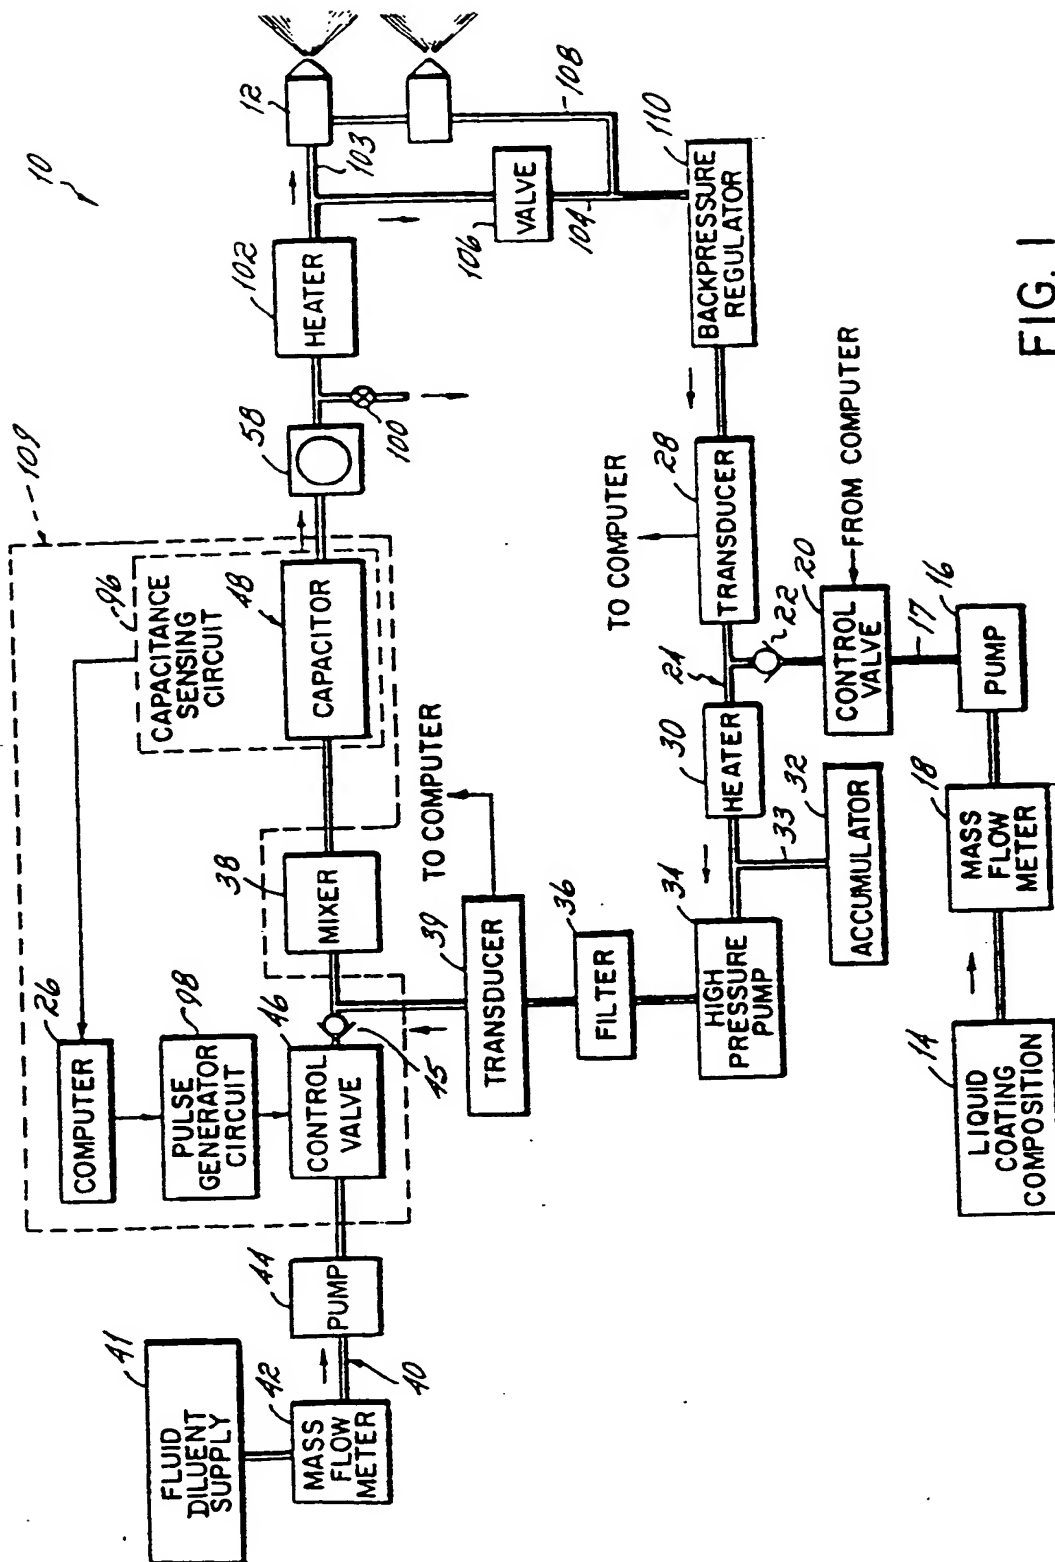 FIG. 1
10
109
41
FLUID
DILUENT
SUPPLY
42
MASS
FLOW
METER
40
44
PUMP
26
COMPUTER
98
PULSE
GENERATOR
CIRCUIT
46
CONTROL
VALVE
45
38
MIXER
96
CAPACITANCE
SENSING
CIRCUIT
48
CAPACITOR
58
100
102
HEATER
103
12
108
106
VALVE
104
110
BACKPRESSURE
REGULATOR
TO COMPUTER
28
TRANSDUCER
TO COMPUTER
39
TRANSDUCER
36
FILTER
34
HIGH
PRESSURE
PUMP
30
HEATER
24
22
33
32
ACCUMULATOR
FROM COMPUTER
20
CONTROL
VALVE
17
16
PUMP
18
MASS
FLOW
METER
14
LIQUID
COATING
COMPOSITION